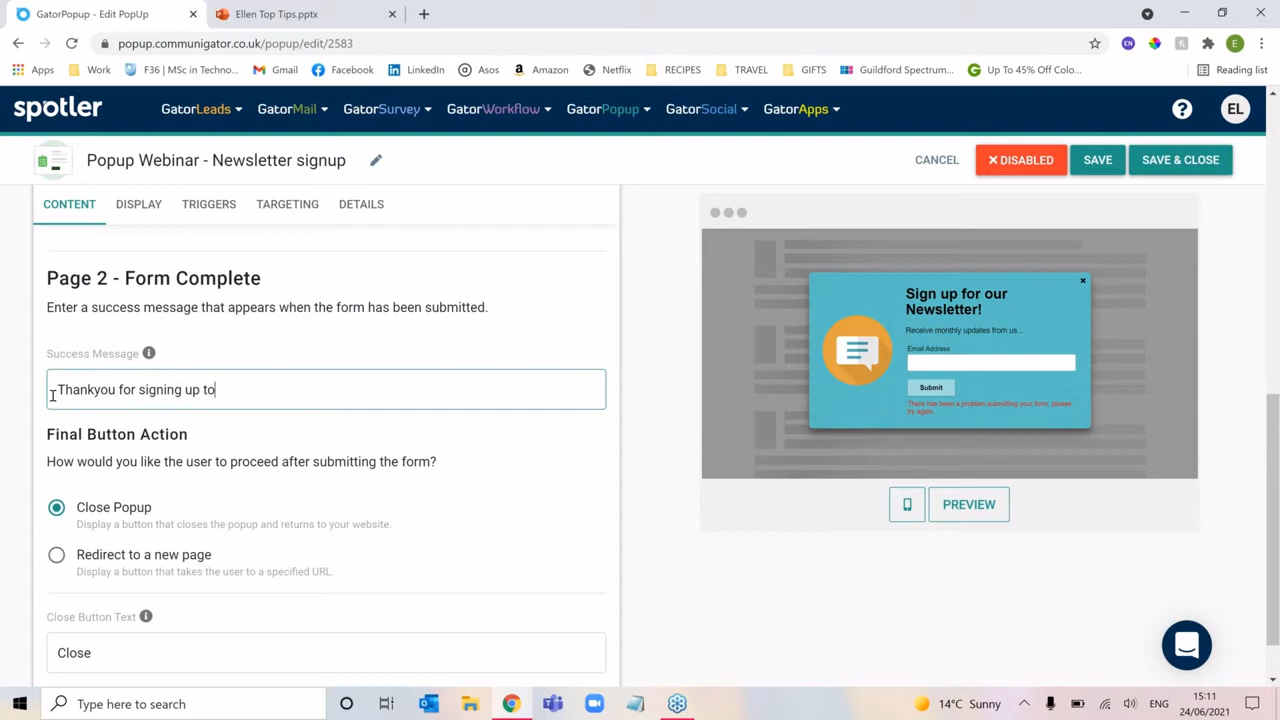 GatorPopup - Edit PopUp
Ellen Top Tips.pptx
popup.communigator.co.uk/popup/edit/2583
EN
E
Apps
Work
F36 | MSc in Techno...
Gmail
Facebook
LinkedIn
Asos
Amazon
Netflix
RECIPES
TRAVEL
GIFTS
Guildford Spectrum...
Up To 45% Off Colo...
Reading list
spotler
GatorLeads
GatorMail
GatorSurvey
GatorWorkflow
GatorPopup
GatorSocial
GatorApps
?
EL
Popup Webinar - Newsletter signup
CANCEL
DISABLED
SAVE
SAVE & CLOSE
CONTENT
DISPLAY
TRIGGERS
TARGETING
DETAILS
Page 2 - Form Complete
Enter a success message that appears when the form has been submitted.
Success Message
Thankyou for signing up to
Final Button Action
How would you like the user to proceed after submitting the form?
Close Popup
Display a button that closes the popup and returns to your website.
Redirect to a new page
Display a button that takes the user to a specified URL.
Close Button Text
Close
Sign up for our
Newsletter!
Receive monthly updates from us...
Email Address
Submit
There has been a problem submitting your form, please
try again.
PREVIEW
Type here to search
14°C Sunny
ENG
15:11
24/06/2021